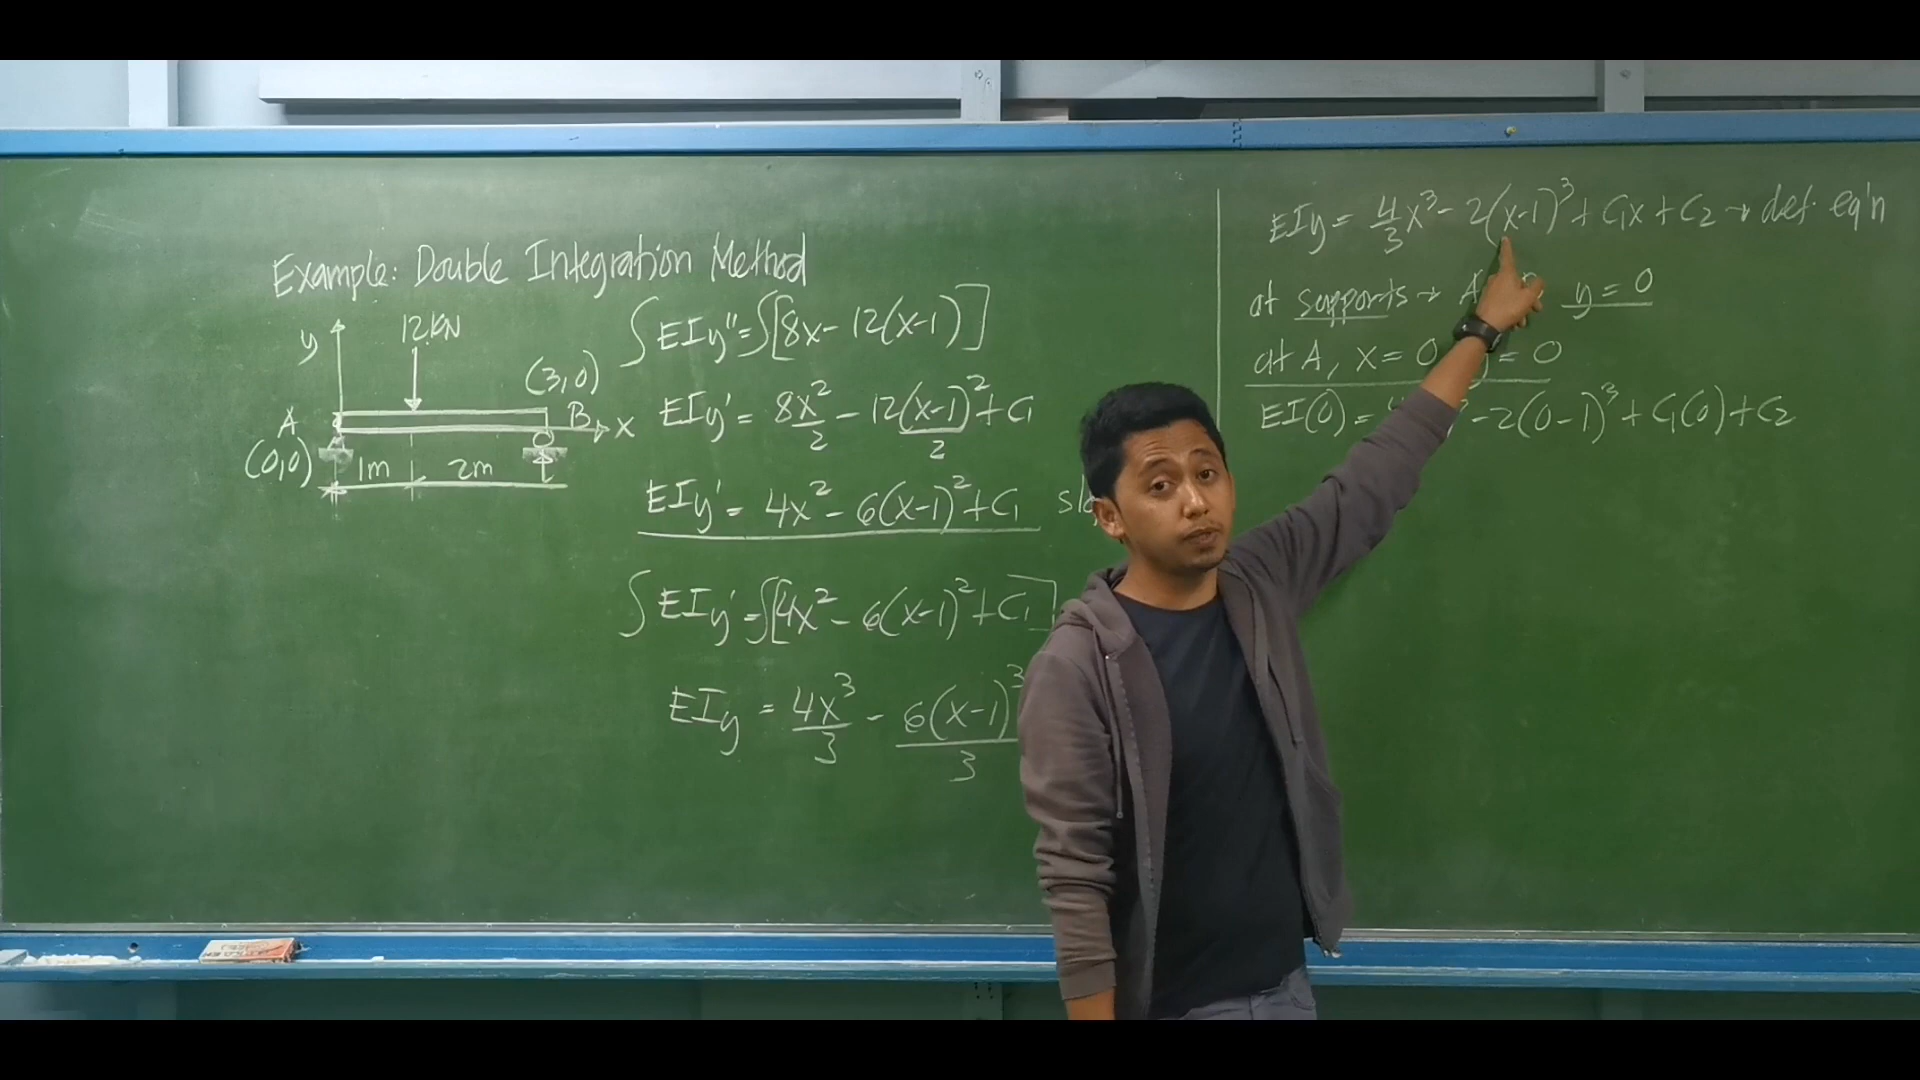 Example: Double Integration Method
y
12 KN
(3,0)
A
B
x
(0,0)
1m
2m
∫EIy" = ∫[8x - 12(x-1)]
EIy' = 8x²/2 - 12(x-1)²/2 + C₁
EIy' = 4x² - 6(x-1)² + C₁
∫EIy' = ∫[4x² - 6(x-1)² + C₁]
EIy = 4x³/3 - 6(x-1)³/3
EIy = 4/3x³ - 2(x-1)³ + C₁x + C₂ → def. eq'n
at supports → A y = 0
at A, x = 0 y = 0
EI(0) = - 2(0-1)³ + C₁(0) + C₂